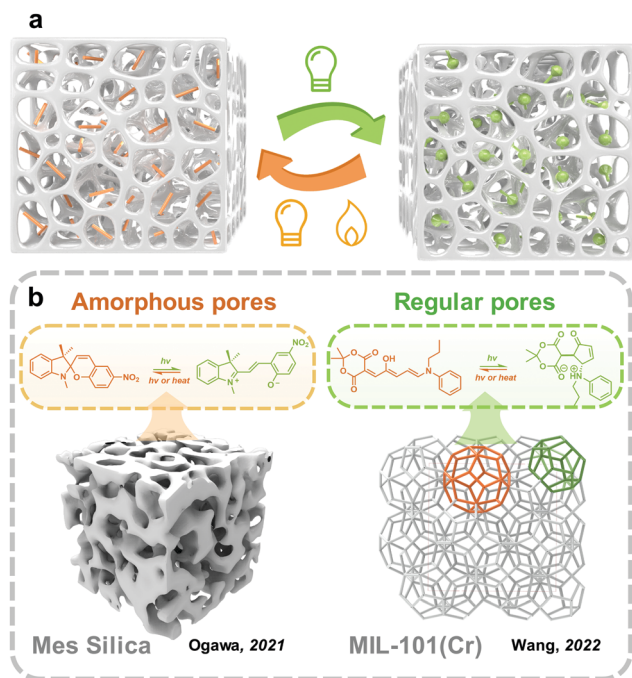 a
b
Amorphous pores
Regular pores
N
O
NO₂
hv
hv or heat
N⁺
NO₂
O⁻
O
O
O
O
OH
N
hv
hv or heat
O
O
O
O
O
⊖
⊕
HN
Mes Silica
Ogawa, 2021
MIL-101(Cr)
Wang, 2022